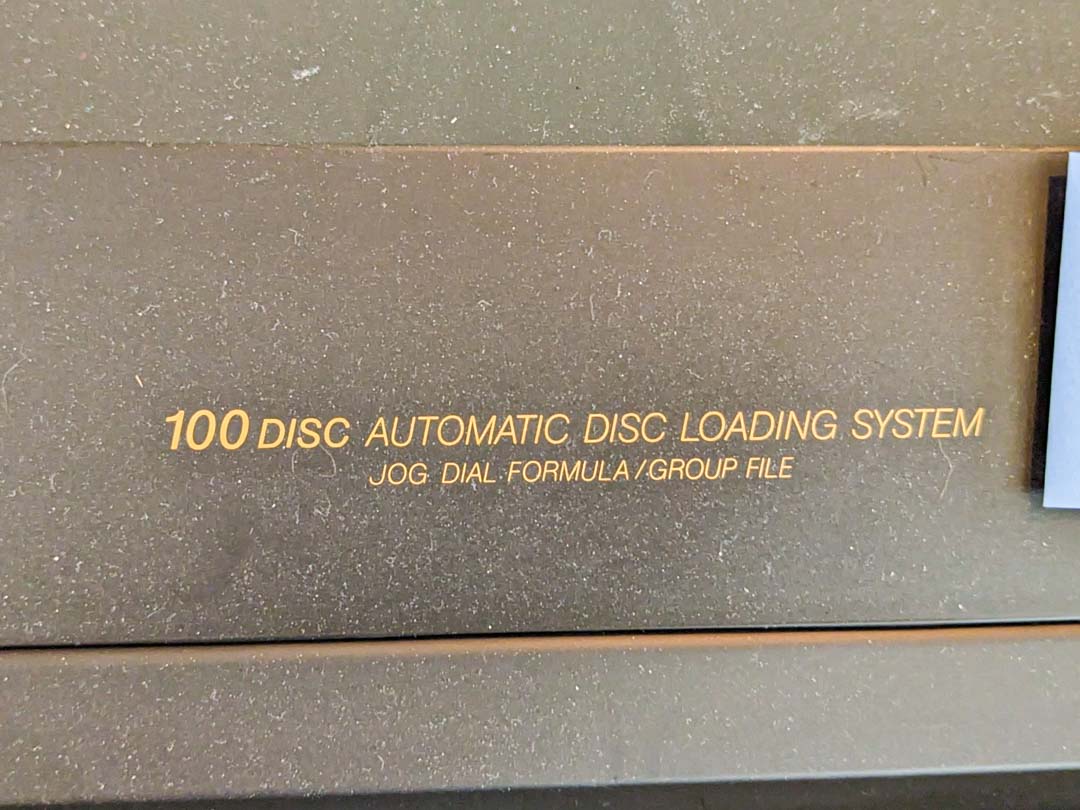 100 DISC AUTOMATIC DISC LOADING SYSTEM
JOG DIAL FORMULA/GROUP FILE